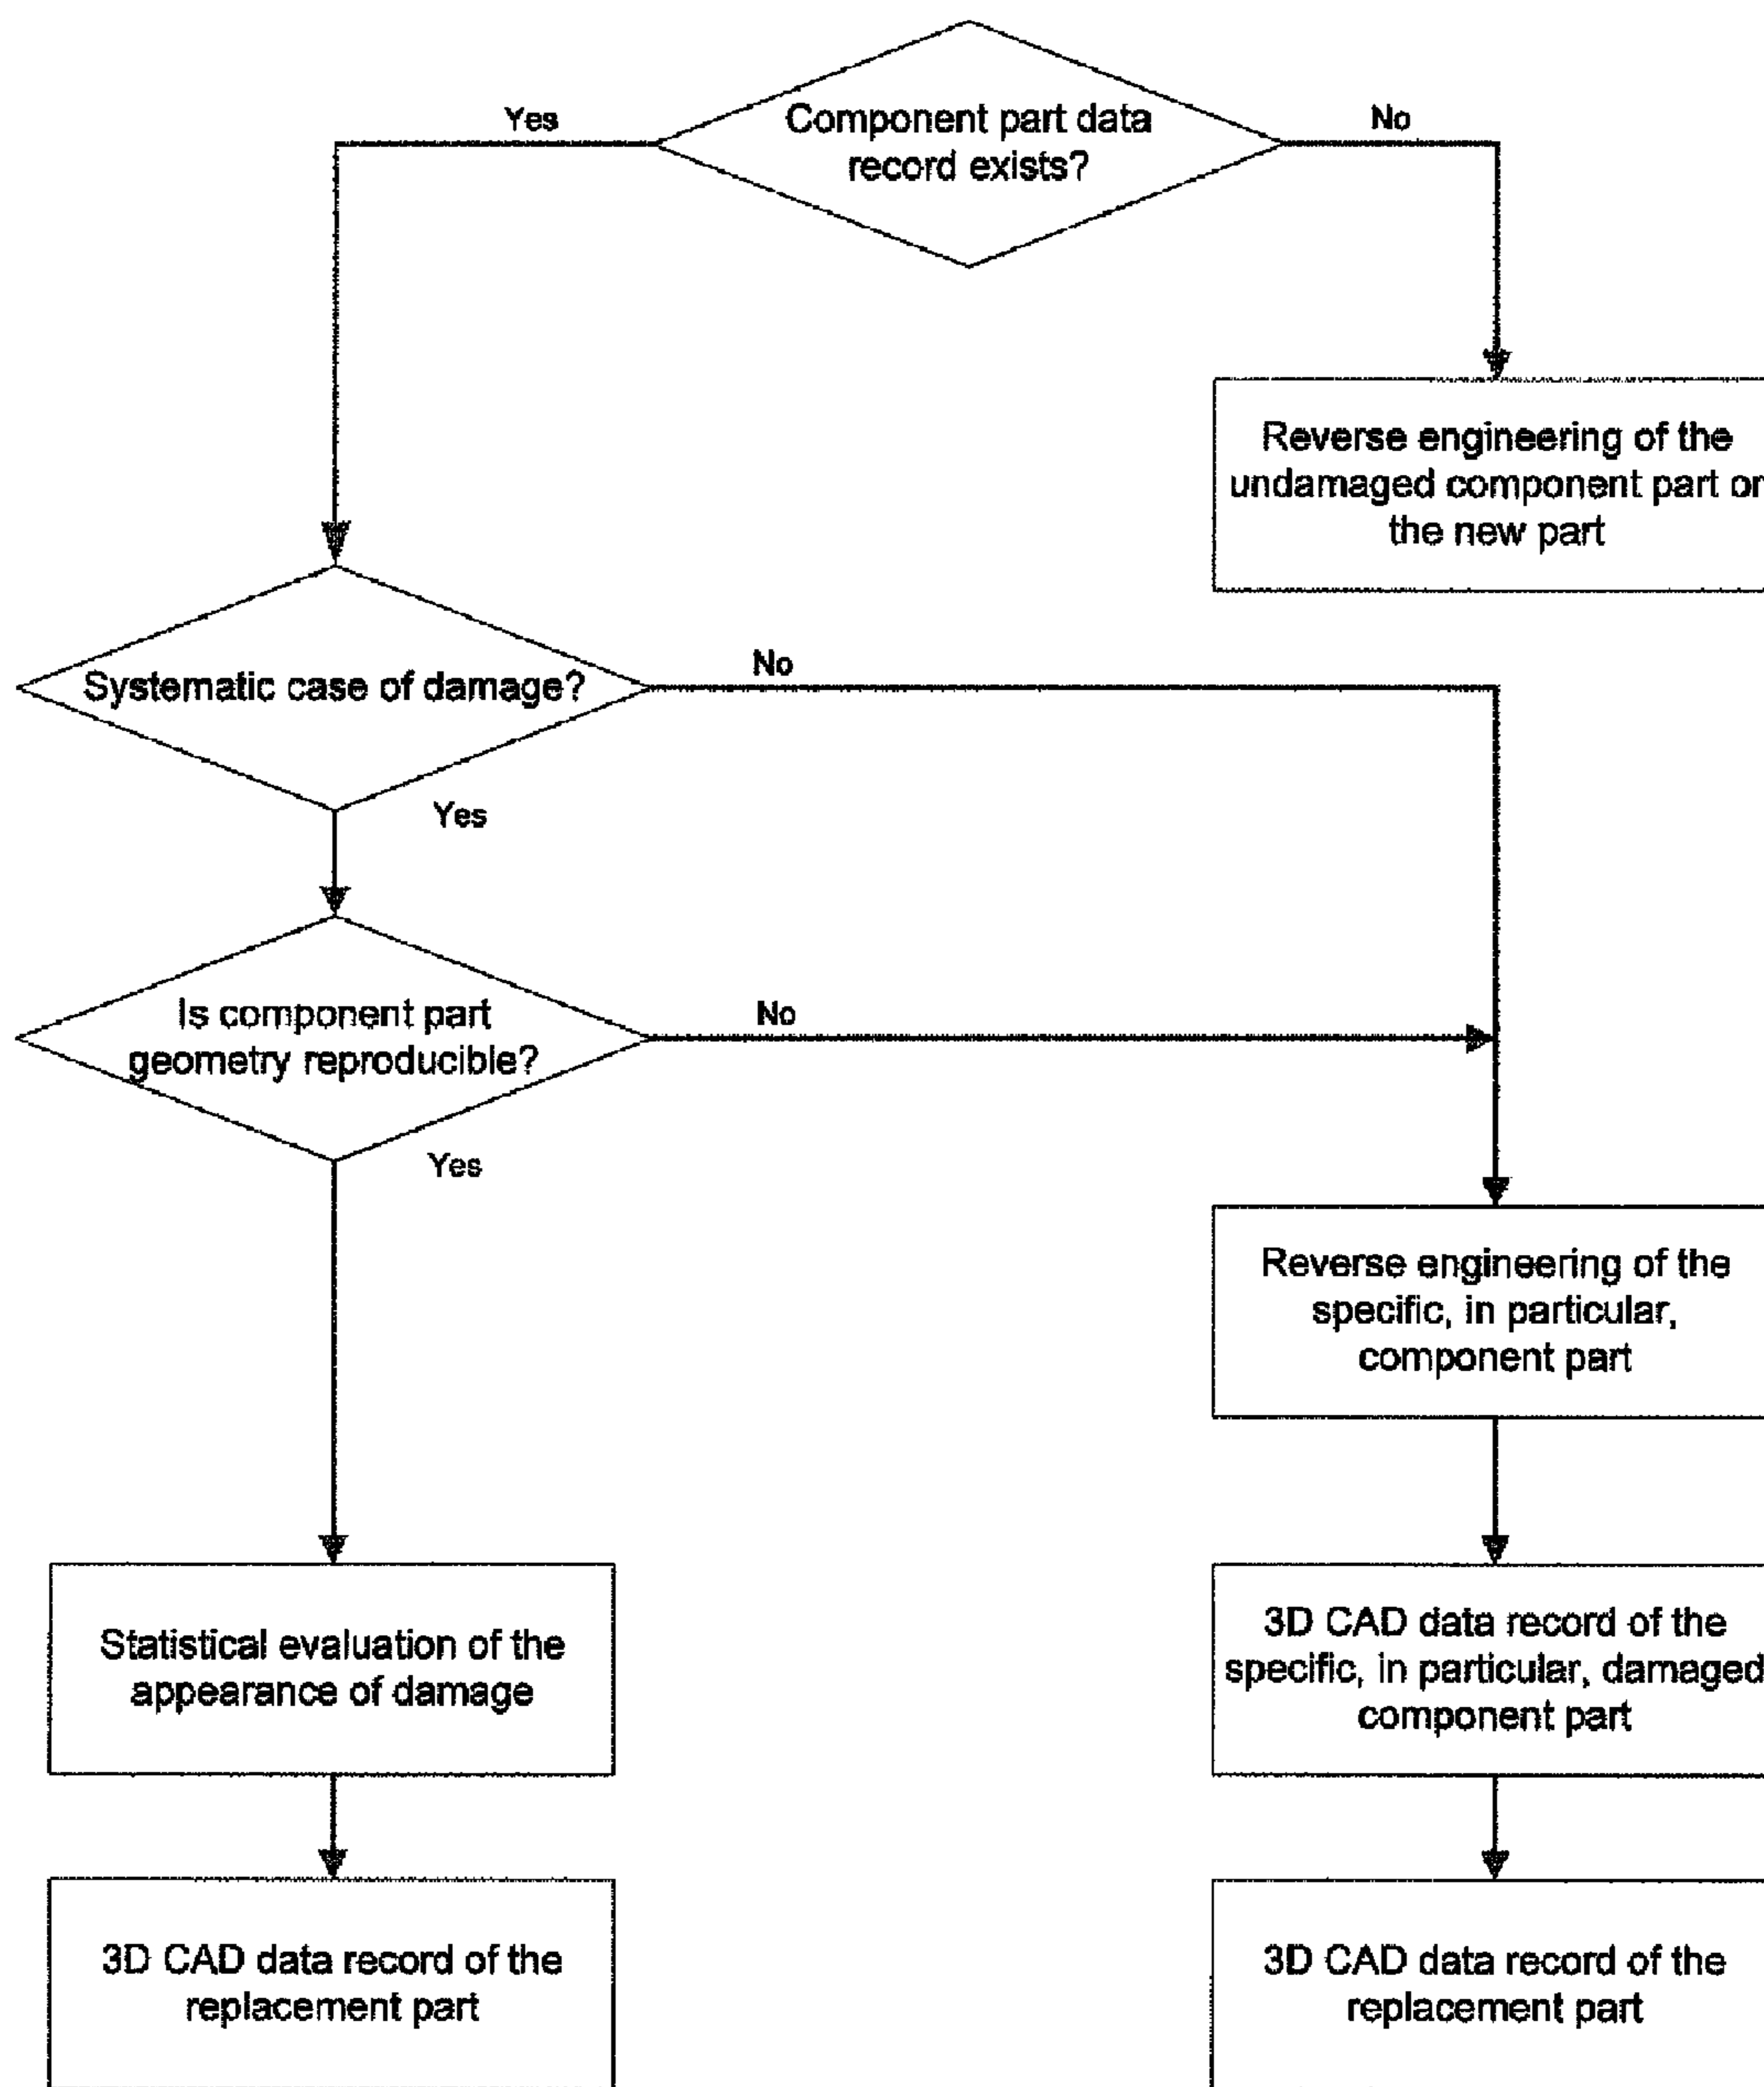 Component part data
record exists?
Yes
No
Reverse engineering of the
undamaged component part or
the new part
Systematic case of damage?
No
Yes
Is component part
geometry reproducible?
No
Yes
Reverse engineering of the
specific, in particular,
component part
Statistical evaluation of the
appearance of damage
3D CAD data record of the
specific, in particular, damaged
component part
3D CAD data record of the
replacement part
3D CAD data record of the
replacement part